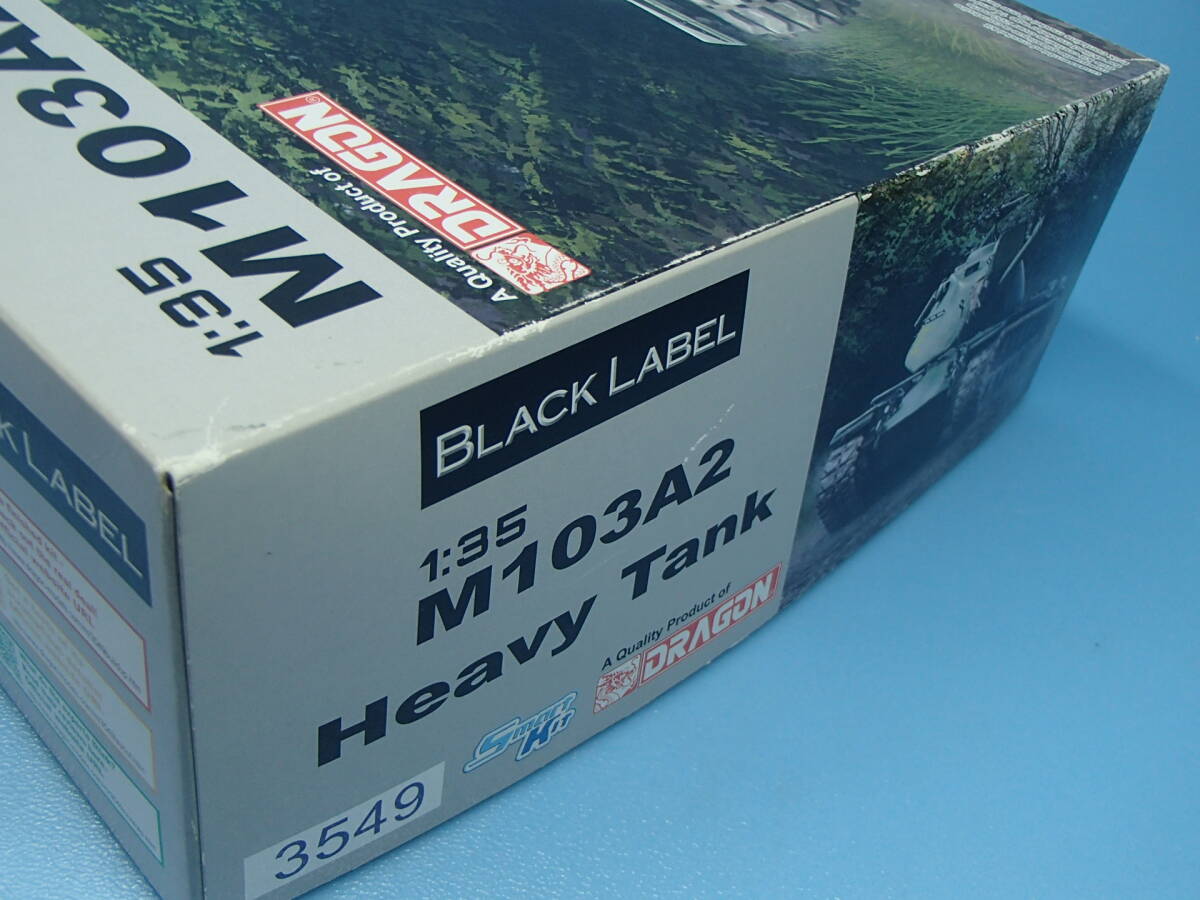 1:35
M103A
A Quality Product of
DRAGON®
BLACK LABEL
1:35
M103A2
Heavy Tank
A Quality Product of
DRAGON
Smart Kit
3549
K LABEL